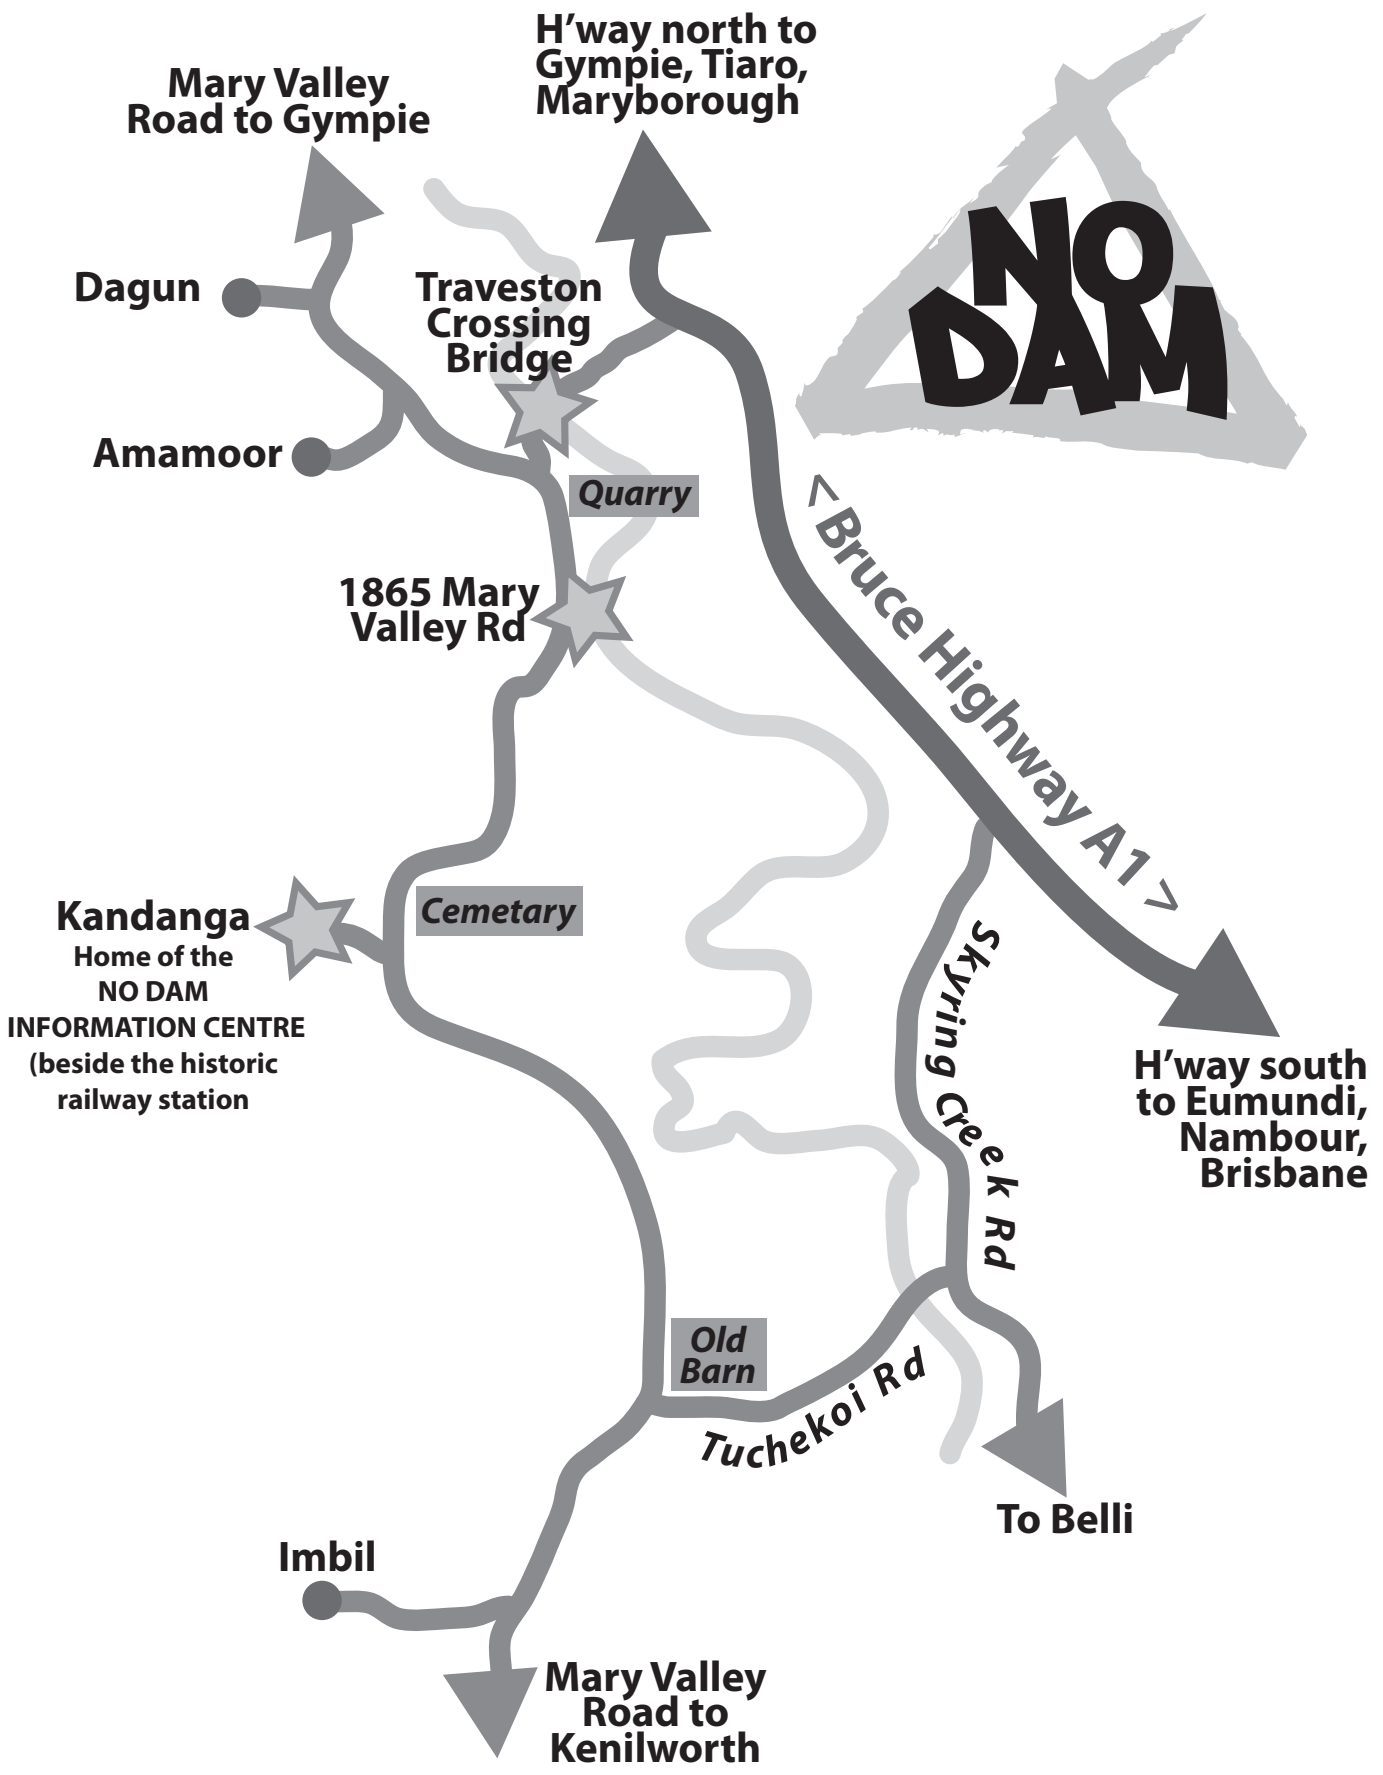 H’way north to
Gympie, Tiaro,
Maryborough
Mary Valley
Road to Gympie
NO
DAM
Dagun
Traveston
Crossing
Bridge
Amamoor
Quarry
< Bruce Highway A1 >
1865 Mary
Valley Rd
Kandanga
Home of the
NO DAM
INFORMATION CENTRE
(beside the historic
railway station
Cemetary
Skyring Creek Rd
H’way south
to Eumundi,
Nambour,
Brisbane
Old
Barn
Tuchekoi Rd
To Belli
Imbil
Mary Valley
Road to
Kenilworth